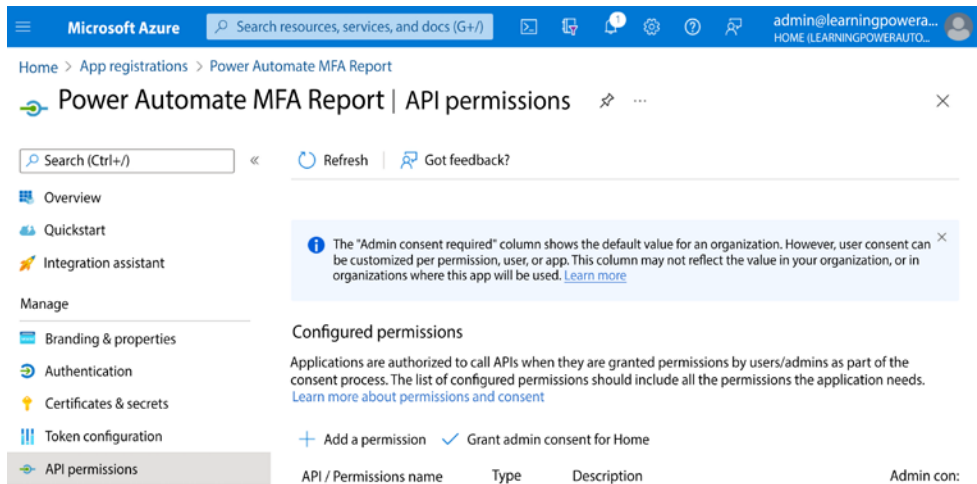 Microsoft Azure
Search resources, services, and docs (G+/)
1
admin@learningpowera...
HOME (LEARNINGPOWERAUTO...
Home > App registrations > Power Automate MFA Report
Power Automate MFA Report | API permissions
...
Search (Ctrl+/)
Refresh
Got feedback?
Overview
Quickstart
Integration assistant
Manage
Branding & properties
Authentication
Certificates & secrets
Token configuration
API permissions
The "Admin consent required" column shows the default value for an organization. However, user consent can
be customized per permission, user, or app. This column may not reflect the value in your organization, or in
organizations where this app will be used. Learn more
Configured permissions
Applications are authorized to call APIs when they are granted permissions by users/admins as part of the
consent process. The list of configured permissions should include all the permissions the application needs.
Learn more about permissions and consent
Add a permission
Grant admin consent for Home
API / Permissions name
Type
Description
Admin con: